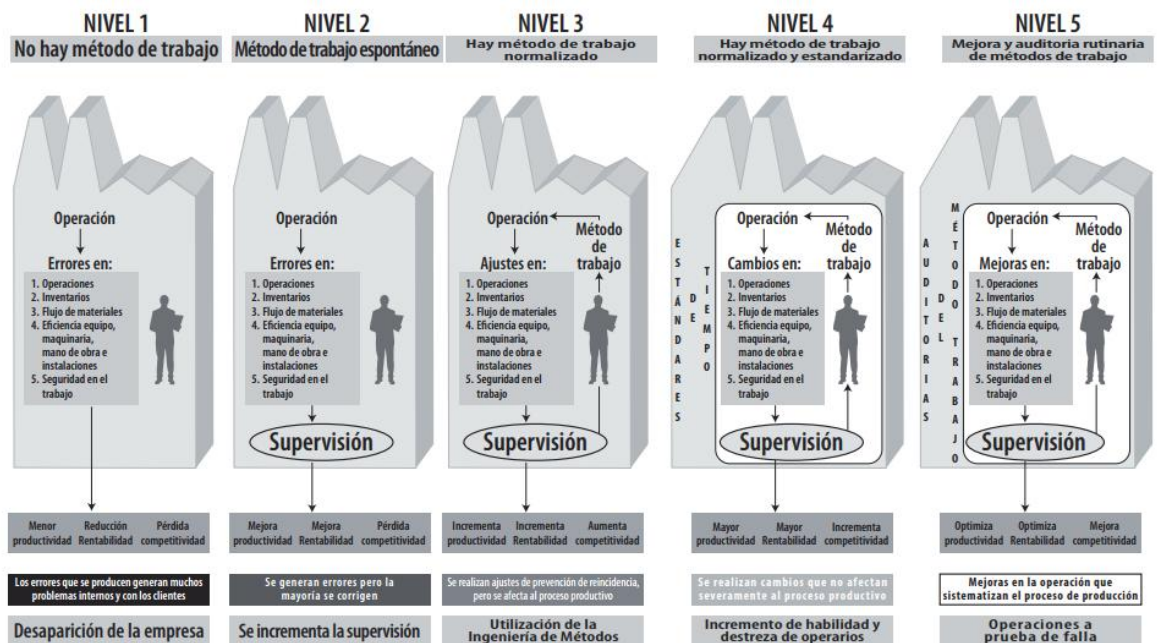 NIVEL 1
No hay método de trabajo
Operación
Errores en:
1. Operaciones
2. Inventarios
3. Flujo de materiales
4. Eficiencia equipo,
maquinaria,
mano de obra e
instalaciones
5. Seguridad en el
trabajo
Menor
productividad
Reducción
Rentabilidad
Pérdida
competitividad
Los errores que se producen generan muchos
problemas internos y con los clientes
Desaparición de la empresa
NIVEL 2
Método de trabajo espontáneo
Operación
Errores en:
1. Operaciones
2. Inventarios
3. Flujo de materiales
4. Eficiencia equipo,
maquinaria,
mano de obra e
instalaciones
5. Seguridad en el
trabajo
Supervisión
Mejora
productividad
Mejora
Rentabilidad
Pérdida
competitividad
Se generan errores pero la
mayoría se corrigen
Se incrementa la supervisión
NIVEL 3
Hay método de trabajo
normalizado
Operación
Método
de
trabajo
Ajustes en:
1. Operaciones
2. Inventarios
3. Flujo de materiales
4. Eficiencia equipo,
maquinaria,
mano de obra e
instalaciones
5. Seguridad en el
trabajo
Supervisión
Incrementa
productividad
Incrementa
Rentabilidad
Aumenta
competitividad
Se realizan ajustes de prevención de reincidencia,
pero se afecta al proceso productivo
Utilización de la
Ingeniería de Métodos
NIVEL 4
Hay método de trabajo
normalizado y estandarizado
ESTÁNDARES
DE
TIEMPO
Operación
Método
de
trabajo
Cambios en:
1. Operaciones
2. Inventarios
3. Flujo de materiales
4. Eficiencia equipo,
maquinaria,
mano de obra e
instalaciones
5. Seguridad en el
trabajo
Supervisión
Mayor
productividad
Mayor
Rentabilidad
Incrementa
competitividad
Se realizan cambios que no afectan
severamente al proceso productivo
Incremento de habilidad y
destreza de operarios
NIVEL 5
Mejora y auditoria rutinaria
de métodos de trabajo
AUDITORIAS
DEL
MÉTODO TRABAJO
Operación
Método
de
trabajo
Mejoras en:
1. Operaciones
2. Inventarios
3. Flujo de materiales
4. Eficiencia equipo,
maquinaria,
mano de obra e
instalaciones
5. Seguridad en el
trabajo
Supervisión
Optimiza
productividad
Optimiza
Rentabilidad
Mejora
competitividad
Mejoras en la operación que
sistematizan el proceso de producción
Operaciones a
prueba de falla